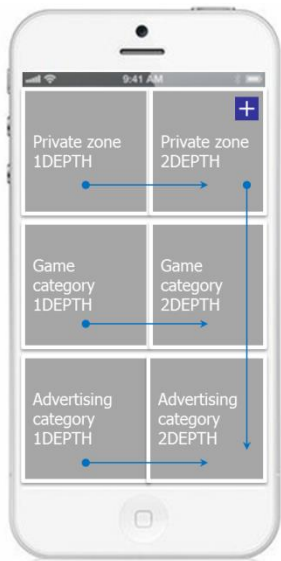 9:41 AM
Private zone
1DEPTH
Private zone
2DEPTH
Game
category
1DEPTH
Game
category
2DEPTH
Advertising
category
1DEPTH
Advertising
category
2DEPTH